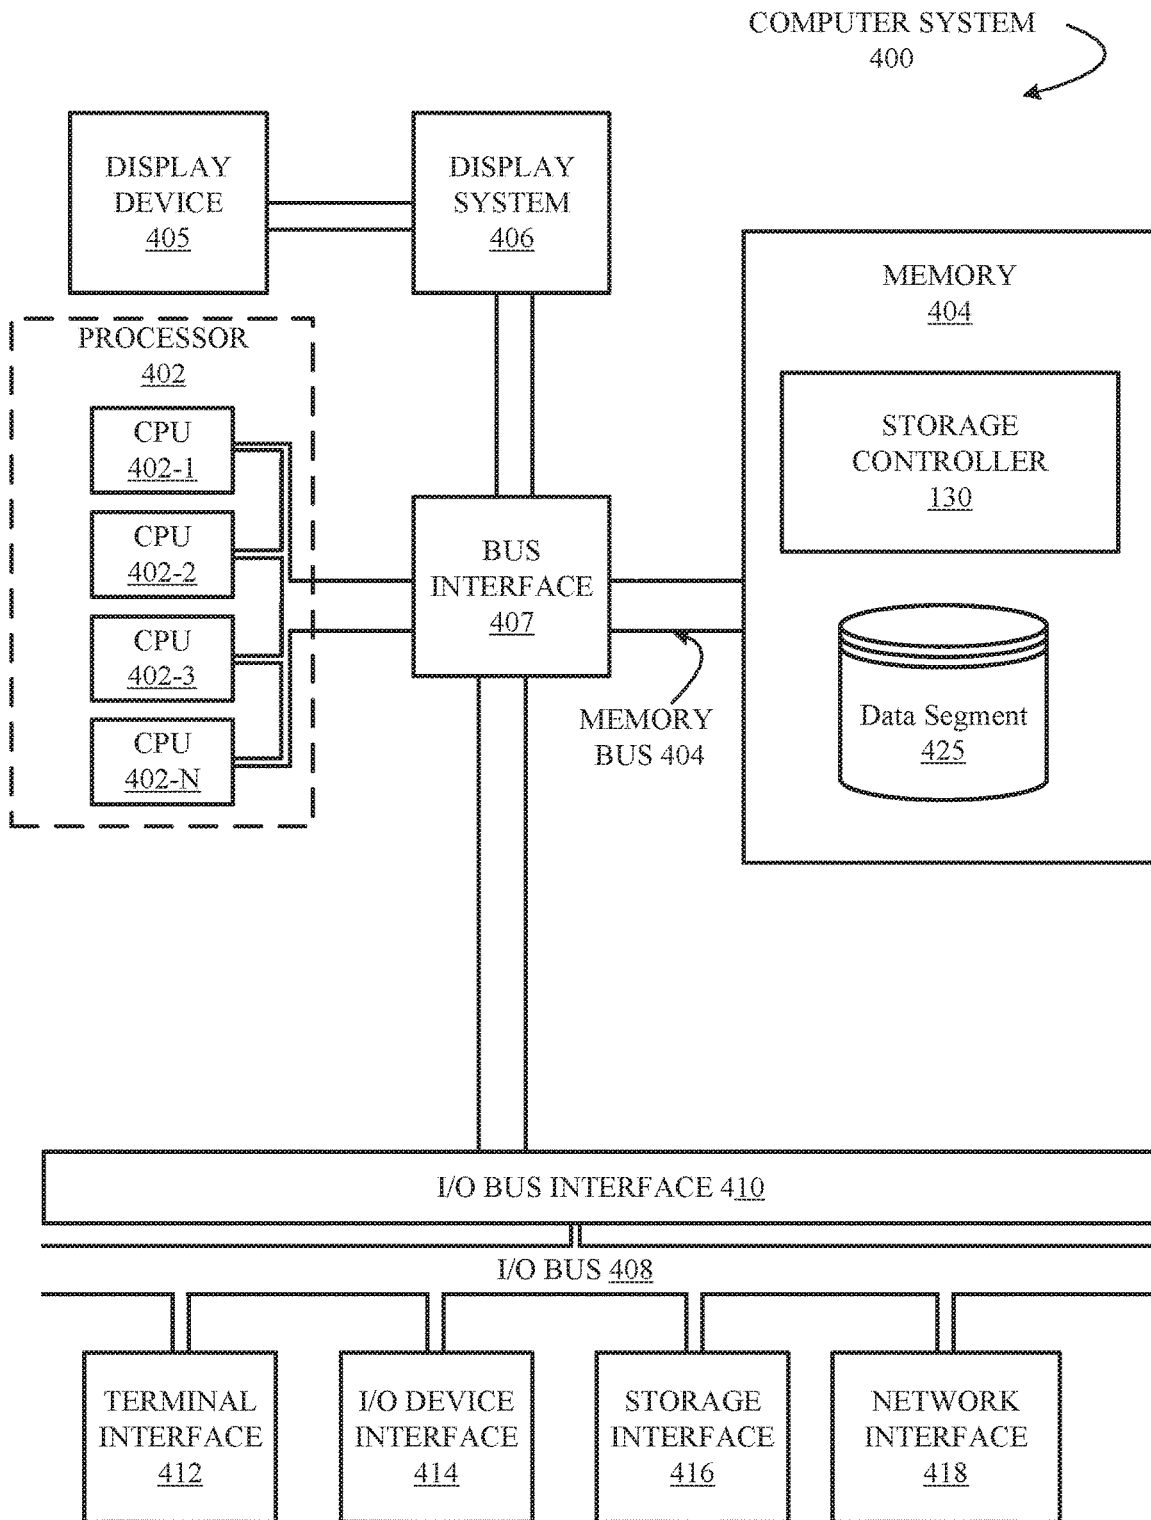 COMPUTER SYSTEM
400
DISPLAY
DEVICE
405
DISPLAY
SYSTEM
406
MEMORY
404
PROCESSOR
402
CPU
402-1
CPU
402-2
CPU
402-3
CPU
402-N
STORAGE
CONTROLLER
130
BUS
INTERFACE
407
MEMORY
BUS 404
Data Segment
425
I/O BUS INTERFACE 410
I/O BUS 408
TERMINAL
INTERFACE
412
I/O DEVICE
INTERFACE
414
STORAGE
INTERFACE
416
NETWORK
INTERFACE
418